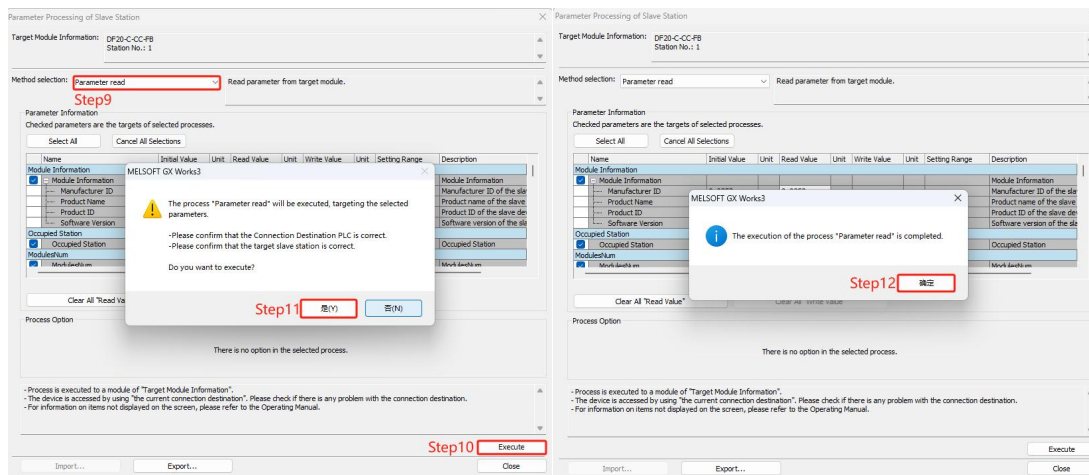 Parameter Processing of Slave Station
Target Module Information: DF20-C-CC-FB
Station No.: 1
Method selection: Parameter read Read parameter from target module.
Step9
Parameter Information
Checked parameters are the targets of selected processes.
Select All Cancel All Selections
Name Initial Value Unit Read Value Unit Write Value Unit Setting Range Description
Module Information
Module Information Module Information
Manufacturer ID Manufacturer ID of the sla
Product Name Product name of the slave
Product ID Product ID of the slave dev
Software Version Software version of the sla
Occupied Station
Occupied Station Occupied Station
ModulesNum
ModulesNum ModulesNum
MELSOFT GX Works3
The process "Parameter read" will be executed, targeting the selected
parameters.
-Please confirm that the Connection Destination PLC is correct.
-Please confirm that the target slave station is correct.
Do you want to execute?
Step11 是(Y) 否(N)
Clear All "Read Va
Process Option
There is no option in the selected process.
- Process is executed to a module of "Target Module Information".
- The device is accessed by using "the current connection destination". Please check if there is any problem with the connection destination.
- For information on items not displayed on the screen, please refer to the Operating Manual.
Step10 Execute
Import... Export... Close
Parameter Processing of Slave Station
Target Module Information: DF20-C-CC-FB
Station No.: 1
Method selection: Parameter read Read parameter from target module.
Parameter Information
Checked parameters are the targets of selected processes.
Select All Cancel All Selections
Name Initial Value Unit Read Value Unit Write Value Unit Setting Range Description
Module Information
Module Information Module Information
Manufacturer ID Manufacturer ID of the sla
Product Name Product name of the slave
Product ID Product ID of the slave dev
Software Version Software version of the sla
Occupied Station
Occupied Station Occupied Station
ModulesNum
ModulesNum ModulesNum
MELSOFT GX Works3
The execution of the process "Parameter read" is completed.
Step12 确定
Clear All "Read Value" Clear All "Write Value"
Process Option
There is no option in the selected process.
- Process is executed to a module of "Target Module Information".
- The device is accessed by using "the current connection destination". Please check if there is any problem with the connection destination.
- For information on items not displayed on the screen, please refer to the Operating Manual.
Execute
Import... Export... Close